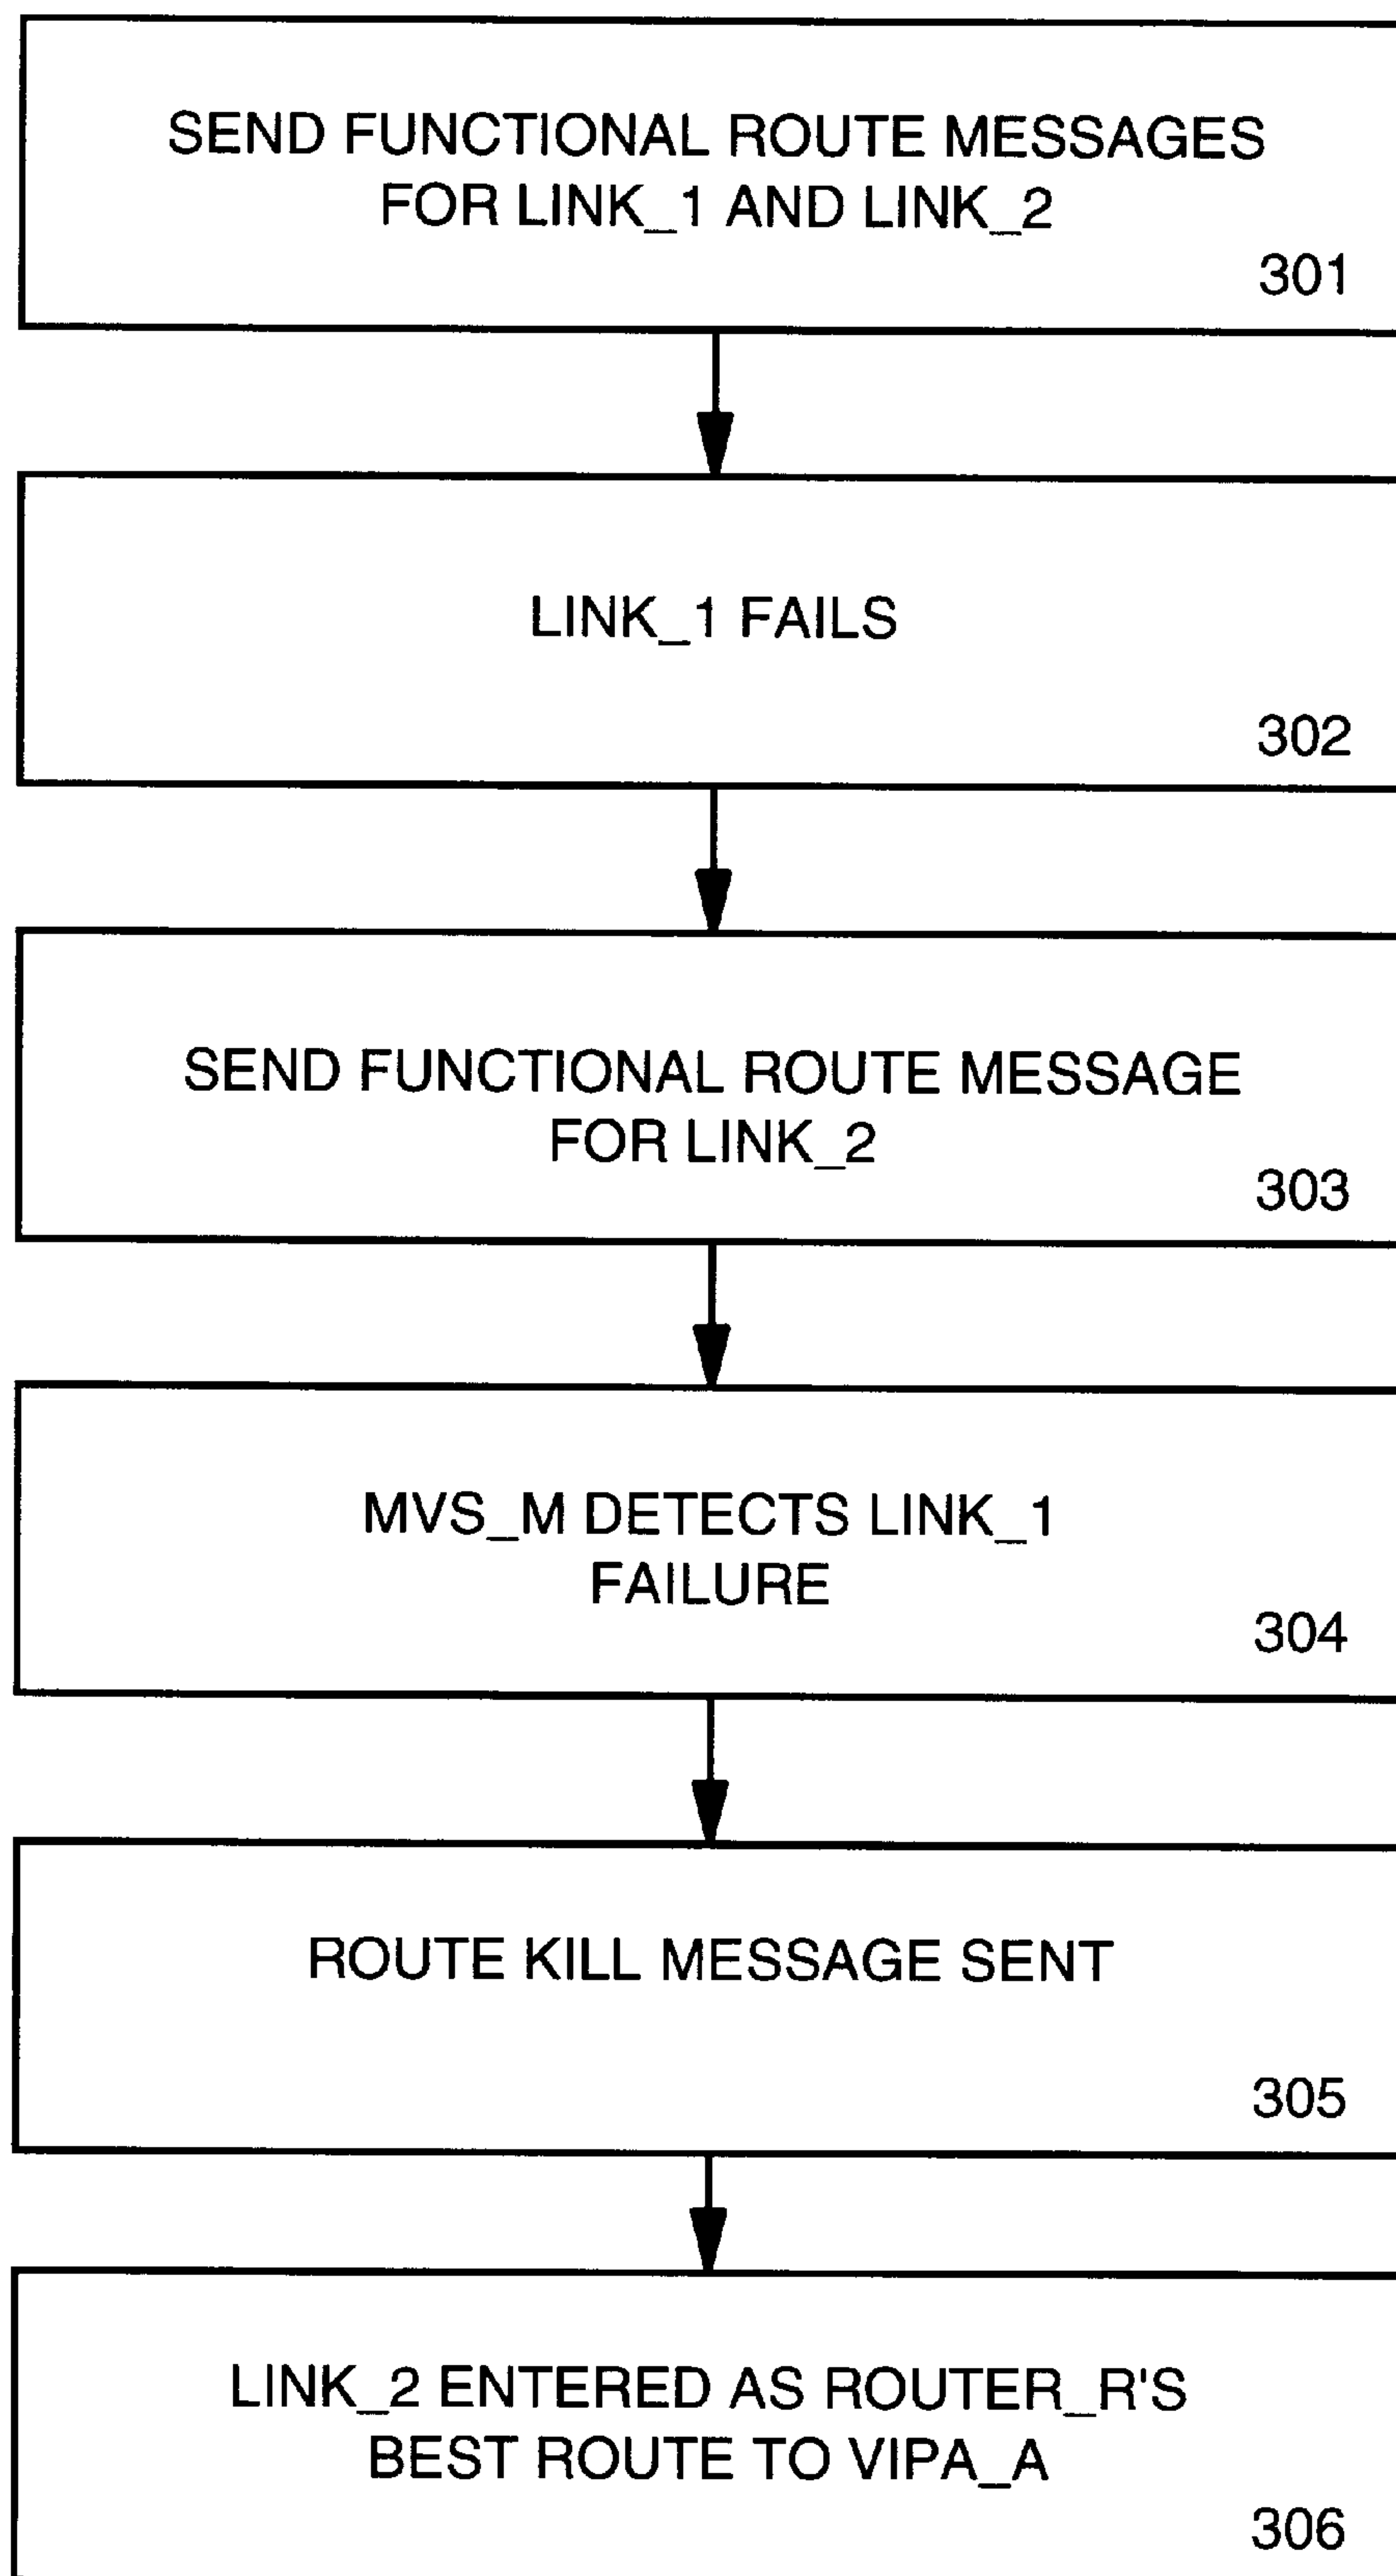 SEND FUNCTIONAL ROUTE MESSAGES
FOR LINK_1 AND LINK_2
301
LINK_1 FAILS
302
SEND FUNCTIONAL ROUTE MESSAGE
FOR LINK_2
303
MVS_M DETECTS LINK_1
FAILURE
304
ROUTE KILL MESSAGE SENT
305
LINK_2 ENTERED AS ROUTER_R'S
BEST ROUTE TO VIPA_A
306